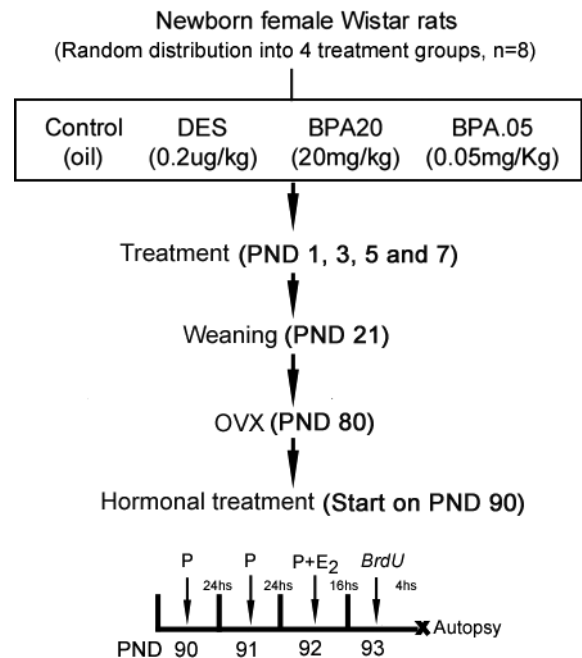 Newborn female Wistar rats
(Random distribution into 4 treatment groups, n=8)
Control DES BPA20 BPA.05
(oil) (0.2ug/kg) (20mg/kg) (0.05mg/Kg)
Treatment (PND 1, 3, 5 and 7)
Weaning (PND 21)
OVX (PND 80)
Hormonal treatment (Start on PND 90)
P P P+E₂ BrdU
24hs 24hs 16hs 4hs
Autopsy
PND 90 91 92 93